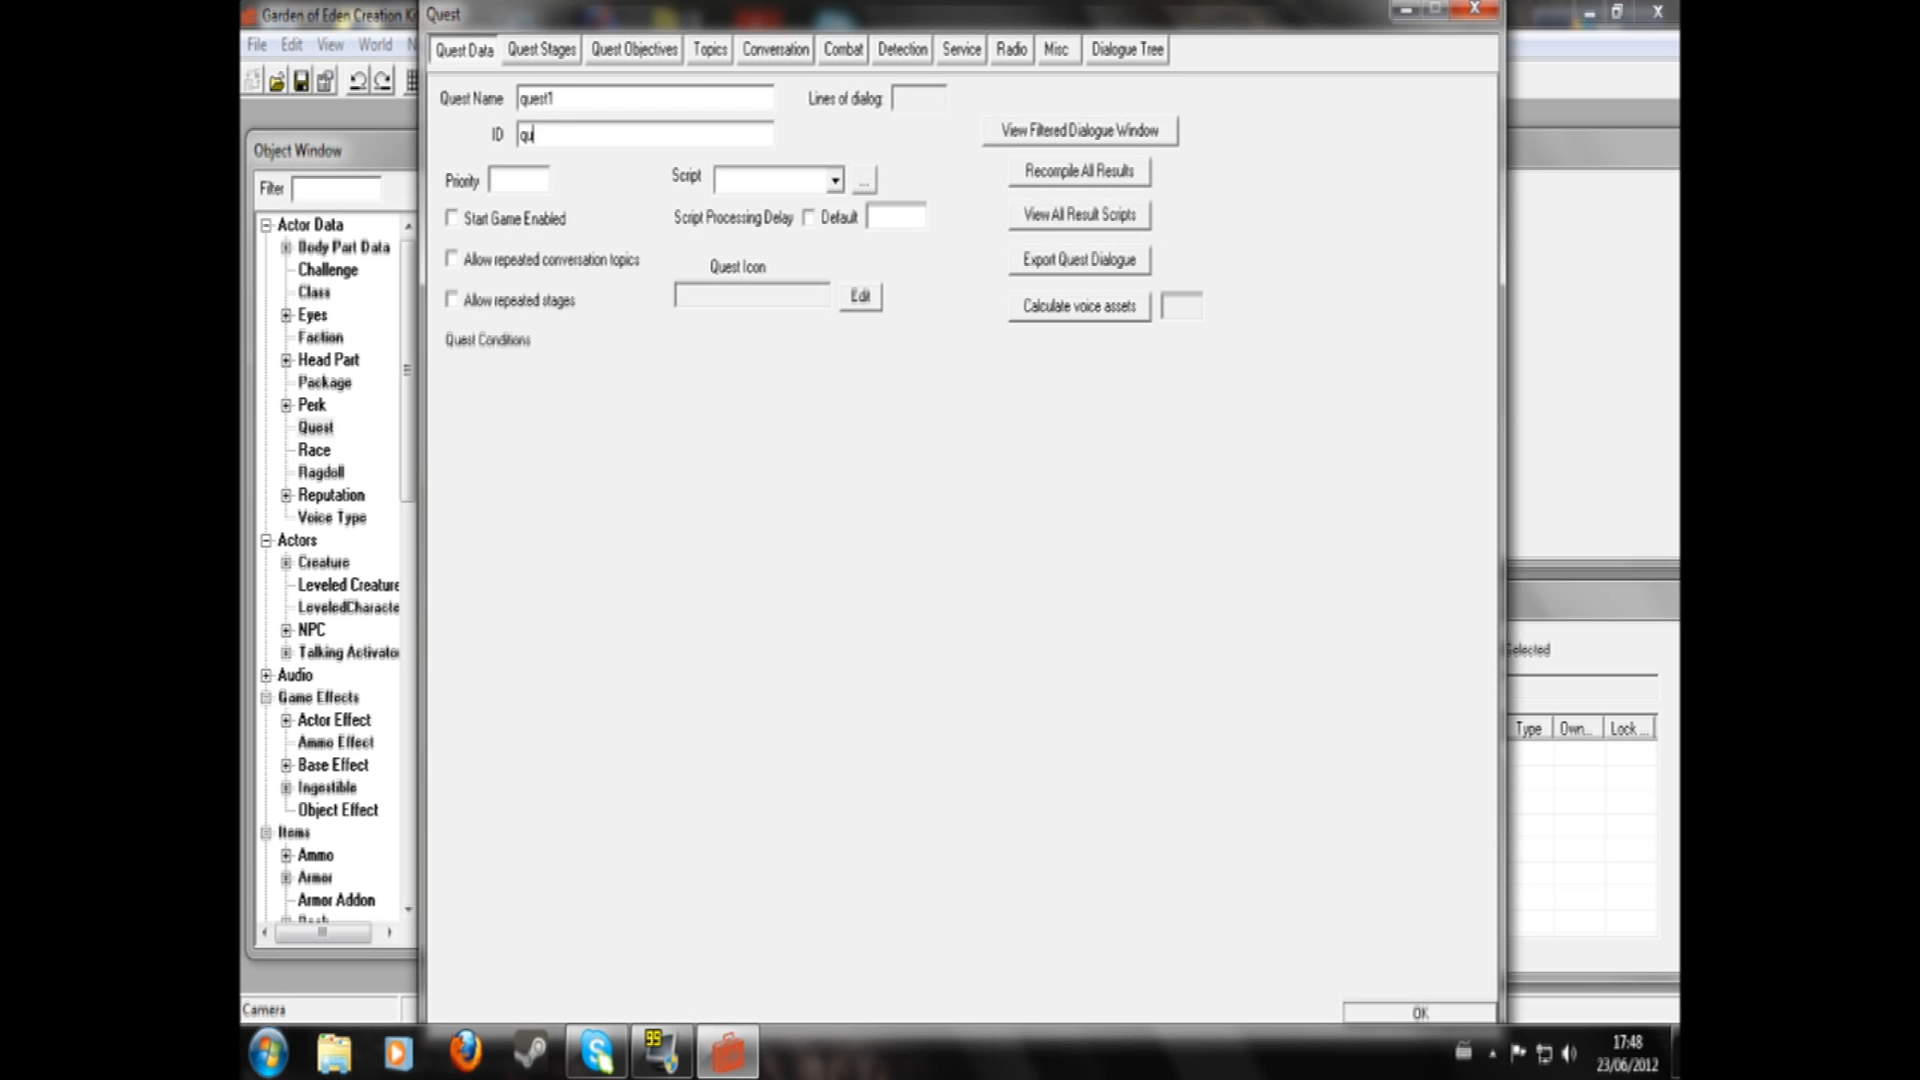 Garden of Eden Creation Ki
Quest
File Edit View World N
Quest Data Quest Stages Quest Objectives Topics Conversation Combat Detection Service Radio Misc Dialogue Tree
Quest Name quest1 Lines of dialog:
ID qu
View Filtered Dialogue Window
Priority
Script
...
Recompile All Results
Start Game Enabled
Script Processing Delay Default
View All Result Scripts
Allow repeated conversation topics
Quest Icon
Export Quest Dialogue
Allow repeated stages
Edit
Calculate voice assets
Quest Conditions
Object Window
Filter
Actor Data
Body Part Data
Challenge
Class
Eyes
Faction
Head Part
Package
Perk
Quest
Race
Ragdoll
Reputation
Voice Type
Actors
Creature
Leveled Creature
LeveledCharacte
NPC
Talking Activator
Audio
Game Effects
Actor Effect
Ammo Effect
Base Effect
Ingestible
Object Effect
Items
Ammo
Armor
Armor Addon
Book
Selected
Type Own... Lock ...
Camera
OK
99
17:48
23/06/2012